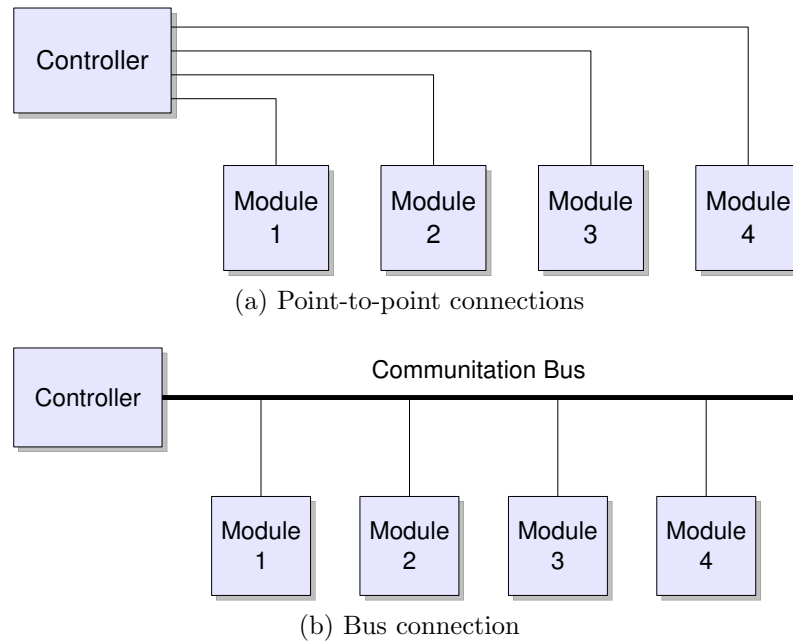 Controller
Module
1
Module
2
Module
3
Module
4
(a) Point-to-point connections
Communitation Bus
Controller
Module
1
Module
2
Module
3
Module
4
(b) Bus connection